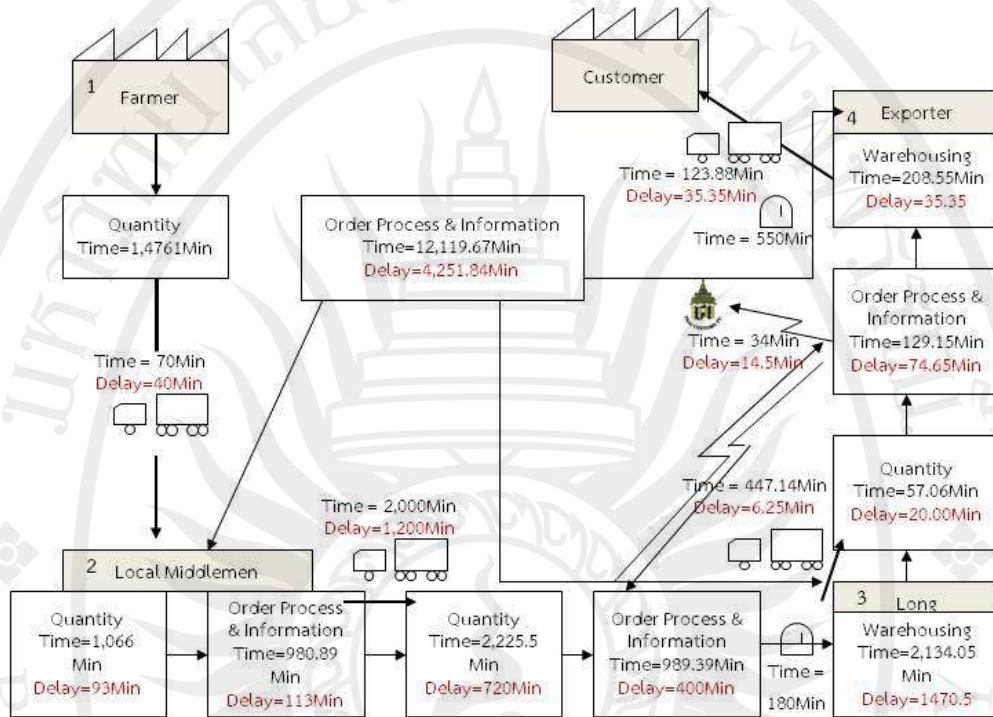 1
Farmer
Quantity
Time=1,4761Min
Time = 70Min
Delay=40Min
2
Local Middlemen
Quantity
Time=1,066
Min
Delay=93Min
Order Process
& Information
Time=980.89
Min
Delay=113Min
Time = 2,000Min
Delay=1,200Min
Quantity
Time=2,225.5
Min
Delay=720Min
Order Process &
Information
Time=989.39Min
Delay=400Min
Time =
180Min
3
Long
Warehousing
Time=2,134.05
Min
Delay=1470.5
Time = 447.14Min
Delay=6.25Min
Quantity
Time=57.06Min
Delay=20.00Min
Order Process &
Information
Time=129.15Min
Delay=74.65Min
Time = 34Min
Delay=14.5Min
4
Exporter
Warehousing
Time=208.55Min
Delay=35.35
Time = 123.88Min
Delay=35.35Min
Time = 550Min
Customer
Order Process & Information
Time=12,119.67Min
Delay=4,251.84Min